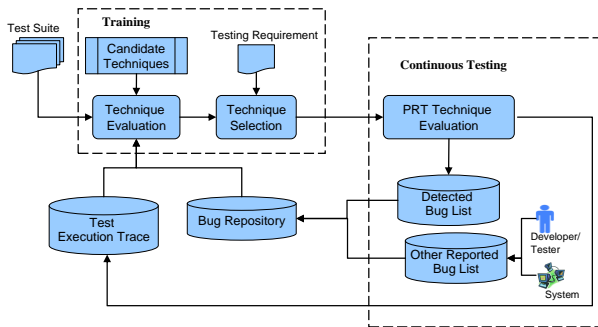 Test Suite
Training
Candidate
Techniques
Testing Requirement
Technique
Evaluation
Technique
Selection
Continuous Testing
PRT Technique
Evaluation
Test
Execution Trace
Bug Repository
Detected
Bug List
Other Reported
Bug List
Developer/
Tester
System